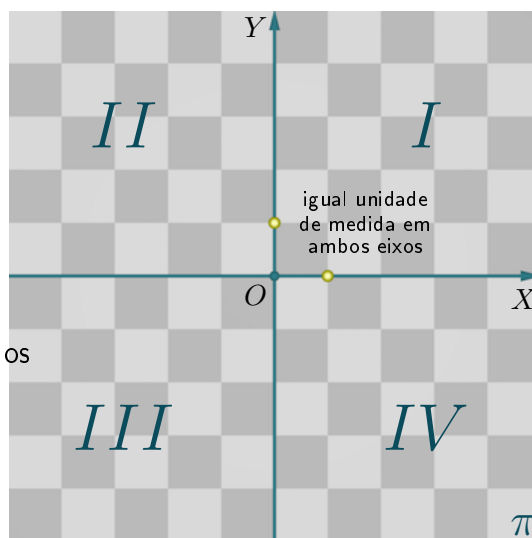 Y
II
I
igual unidade
de medida em
ambos eixos
O
X
os
III
IV
π